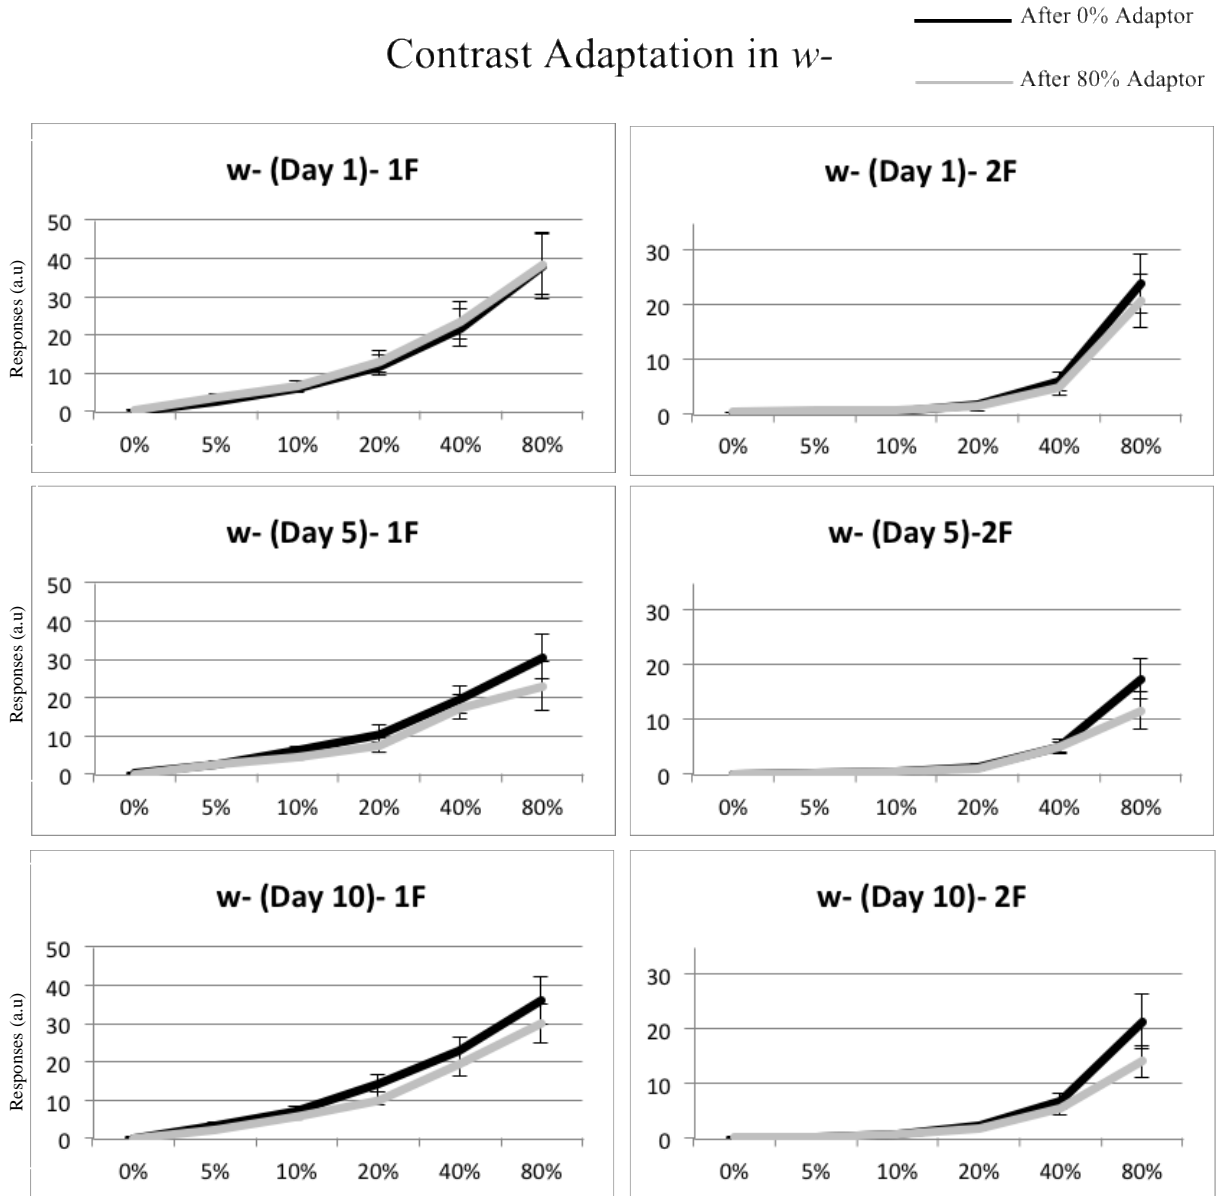 After 0% Adaptor
Contrast Adaptation in w-
After 80% Adaptor
w- (Day 1)- 1F
Responses (a.u)
50
40
30
20
10
0
0% 5% 10% 20% 40% 80%
w- (Day 1)- 2F
30
20
10
0
0% 5% 10% 20% 40% 80%
w- (Day 5)- 1F
Responses (a.u)
50
40
30
20
10
0
0% 5% 10% 20% 40% 80%
w- (Day 5)-2F
30
20
10
0
0% 5% 10% 20% 40% 80%
w- (Day 10)- 1F
Responses (a.u)
50
40
30
20
10
0
0% 5% 10% 20% 40% 80%
w- (Day 10)- 2F
30
20
10
0
0% 5% 10% 20% 40% 80%